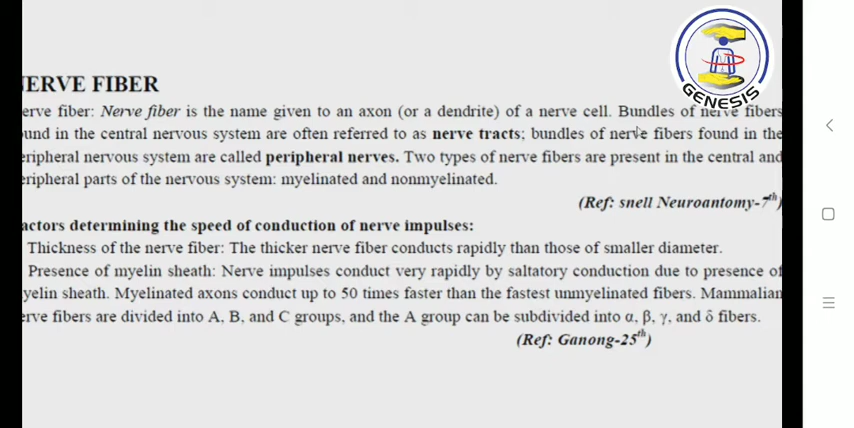 GENESIS
NERVE FIBER
erve fiber: Nerve fiber is the name given to an axon (or a dendrite) of a nerve cell. Bundles of nerve fibers
und in the central nervous system are often referred to as nerve tracts; bundles of nerve fibers found in the
eripheral nervous system are called peripheral nerves. Two types of nerve fibers are present in the central and
eripheral parts of the nervous system: myelinated and nonmyelinated.
(Ref: snell Neuroantomy-7th)
actors determining the speed of conduction of nerve impulses:
Thickness of the nerve fiber: The thicker nerve fiber conducts rapidly than those of smaller diameter.
Presence of myelin sheath: Nerve impulses conduct very rapidly by saltatory conduction due to presence of
yelin sheath. Myelinated axons conduct up to 50 times faster than the fastest unmyelinated fibers. Mammalian
erve fibers are divided into A, B, and C groups, and the A group can be subdivided into α, β, γ, and δ fibers.
(Ref: Ganong-25th)